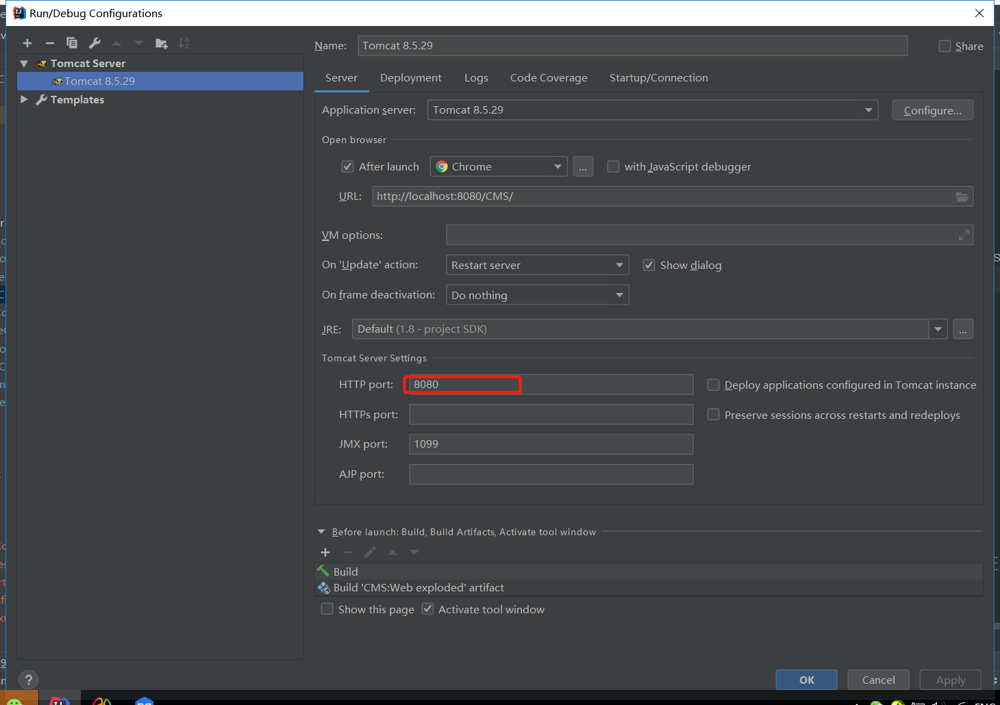 Run/Debug Configurations
Name: Tomcat 8.5.29 Share
Tomcat Server
Tomcat 8.5.29
Templates
Server Deployment Logs Code Coverage Startup/Connection
Application server: Tomcat 8.5.29 Configure...
Open browser
After launch Chrome ... with JavaScript debugger
URL: http://localhost:8080/CMS/
VM options:
On 'Update' action: Restart server Show dialog
On frame deactivation: Do nothing
JRE: Default (1.8 - project SDK) ...
Tomcat Server Settings
HTTP port: 8080 Deploy applications configured in Tomcat instance
HTTPs port: Preserve sessions across restarts and redeploys
JMX port: 1099
AJP port:
Before launch: Build, Build Artifacts, Activate tool window
Build
Build 'CMS:Web exploded' artifact
Show this page Activate tool window
? OK Cancel Apply